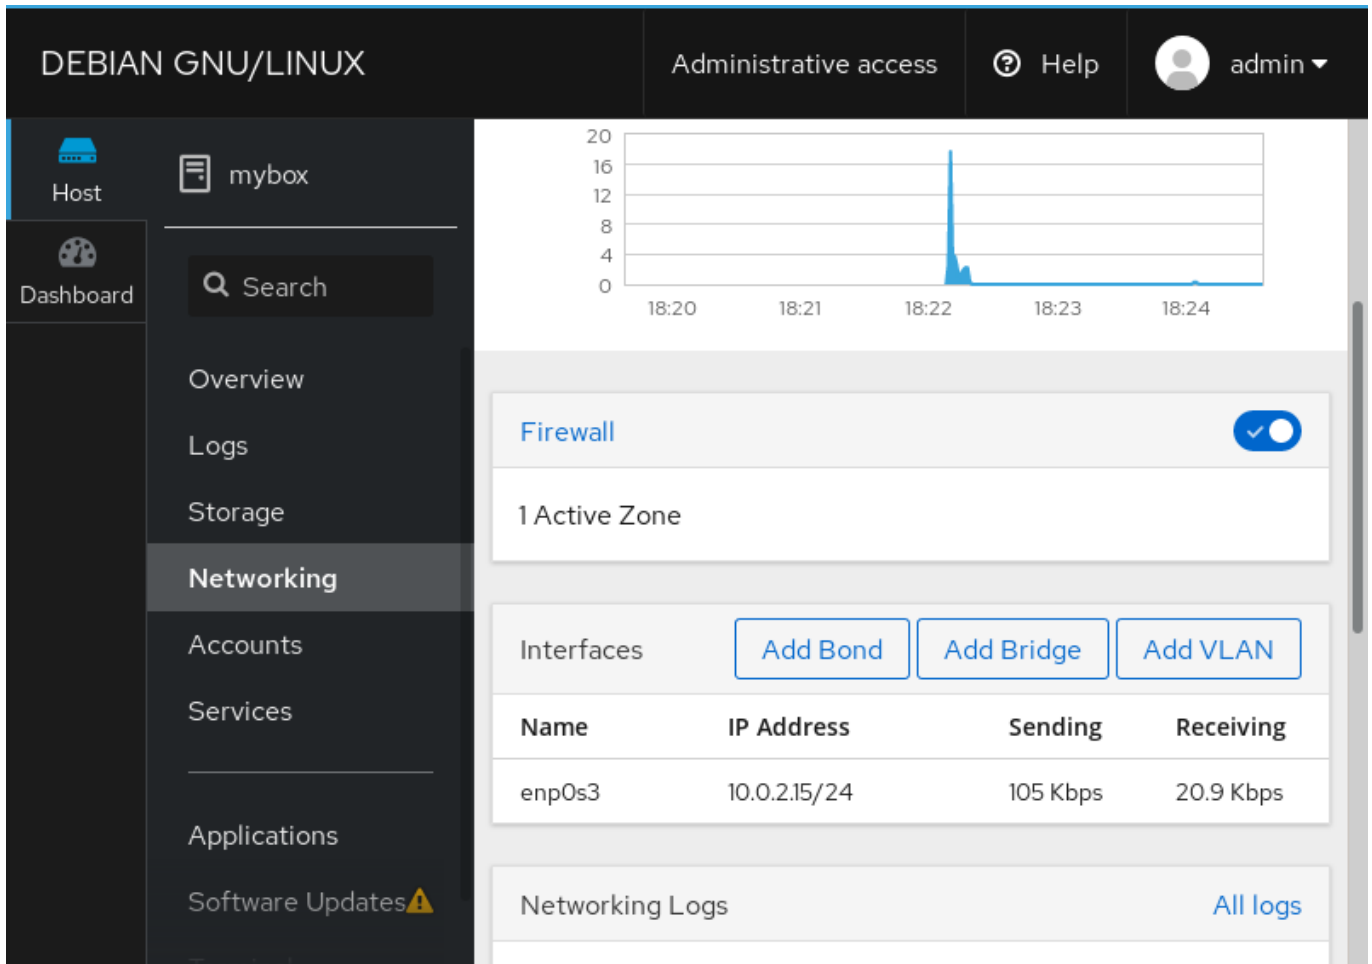 DEBIAN GNU/LINUX
Administrative access
Help
admin
Host
Dashboard
mybox
Search
Overview
Logs
Storage
Networking
Accounts
Services
Applications
Software Updates
20
16
12
8
4
0
18:20 18:21 18:22 18:23 18:24
Firewall
1 Active Zone
Interfaces Add Bond Add Bridge Add VLAN
Name IP Address Sending Receiving
enp0s3 10.0.2.15/24 105 Kbps 20.9 Kbps
Networking Logs All logs